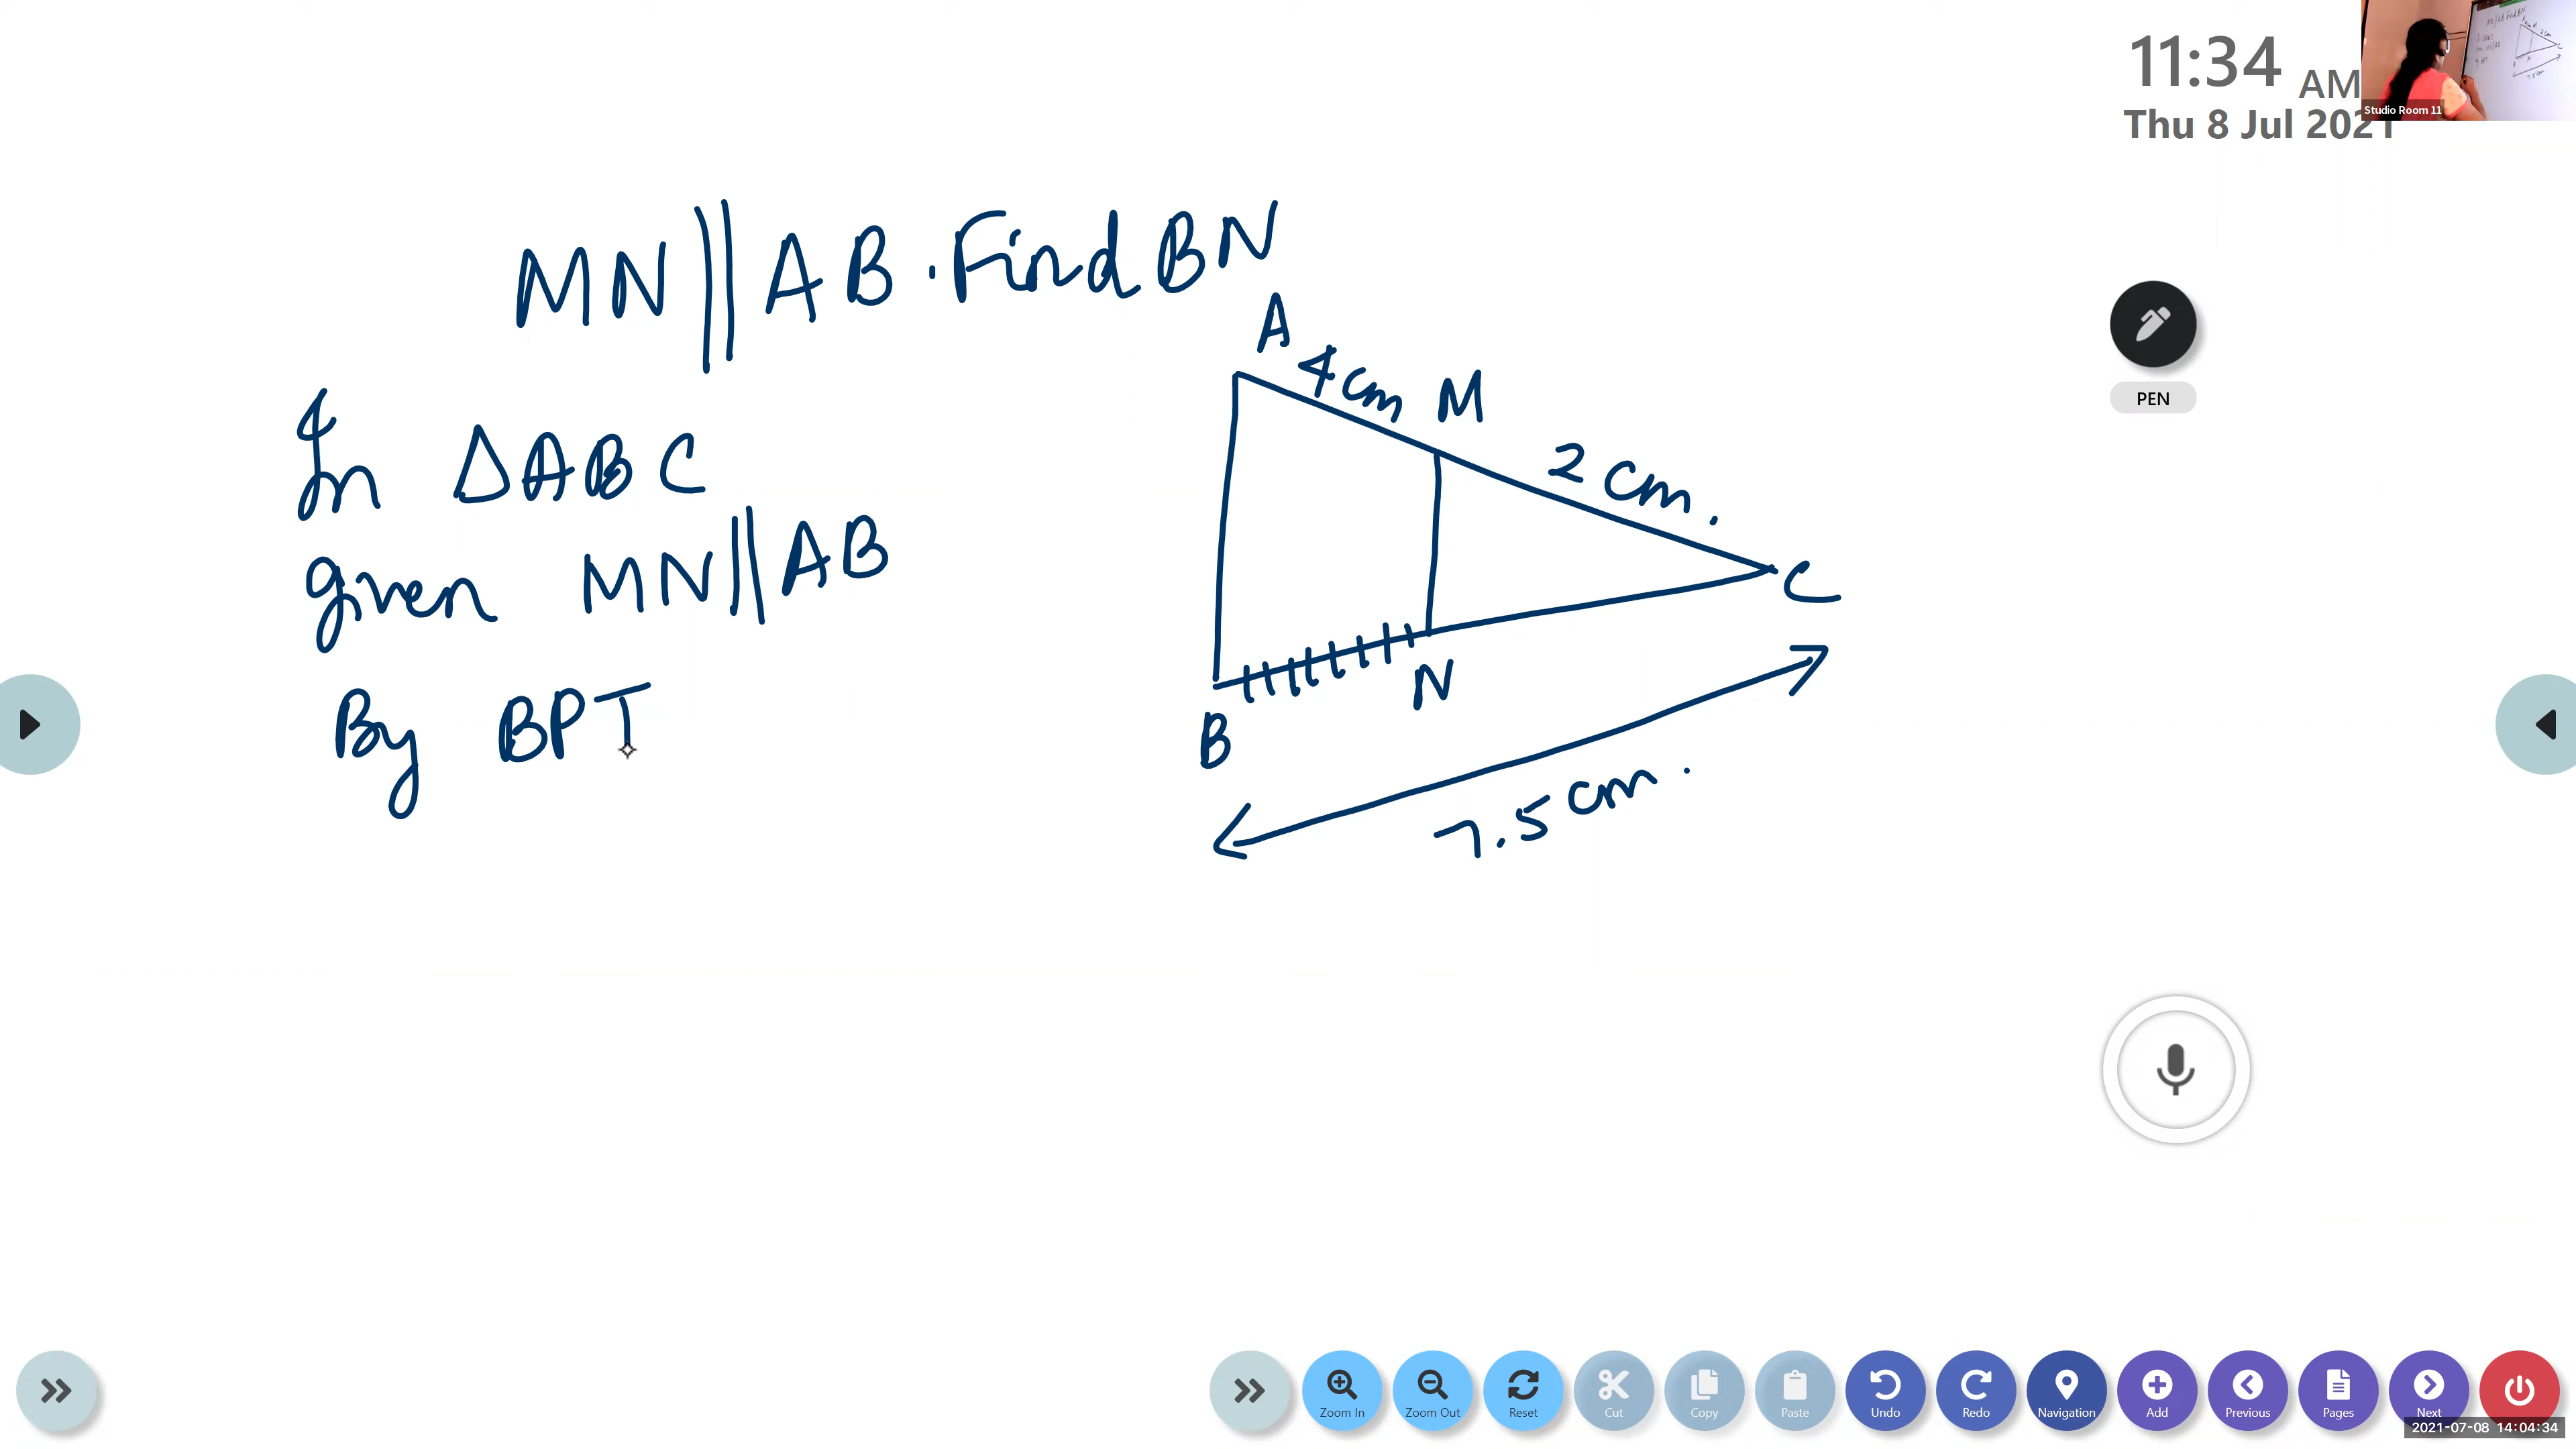 11:34 AM
Thu 8 Jul 2021
Studio Room 11
MN || AB . Find BN
In ΔABC
given MN || AB
By BPT
A
4 cm
M
2 cm.
C
N
B
7.5 cm.
PEN
Zoom In
Zoom Out
Reset
Cut
Copy
Paste
Undo
Redo
Navigation
Add
Previous
Pages
Next
2021-07-08 14:04:34